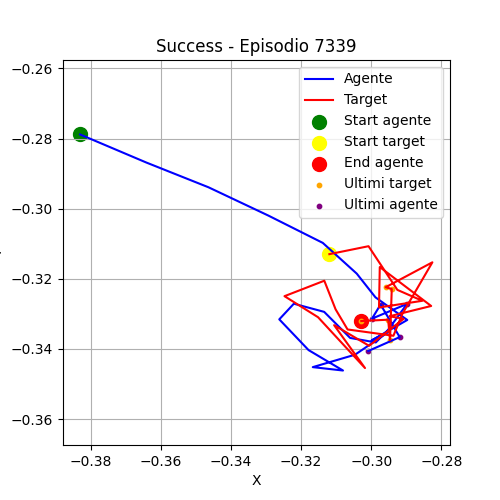 Success - Episodio 7339
−0.26
−0.28
−0.30
−0.32
−0.34
−0.36
Agente
Target
Start agente
Start target
End agente
Ultimi target
Ultimi agente
−0.38
−0.36
−0.34
−0.32
−0.30
−0.28
X